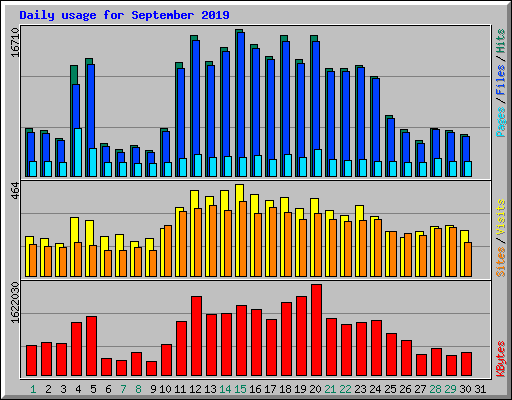 Daily usage for September 2019
16710
Pages / Files / Hits
464
Sites / Visits
1622030
KBytes
1 2 3 4 5 6 7 8 9 10 11 12 13 14 15 16 17 18 19 20 21 22 23 24 25 26 27 28 29 30 31